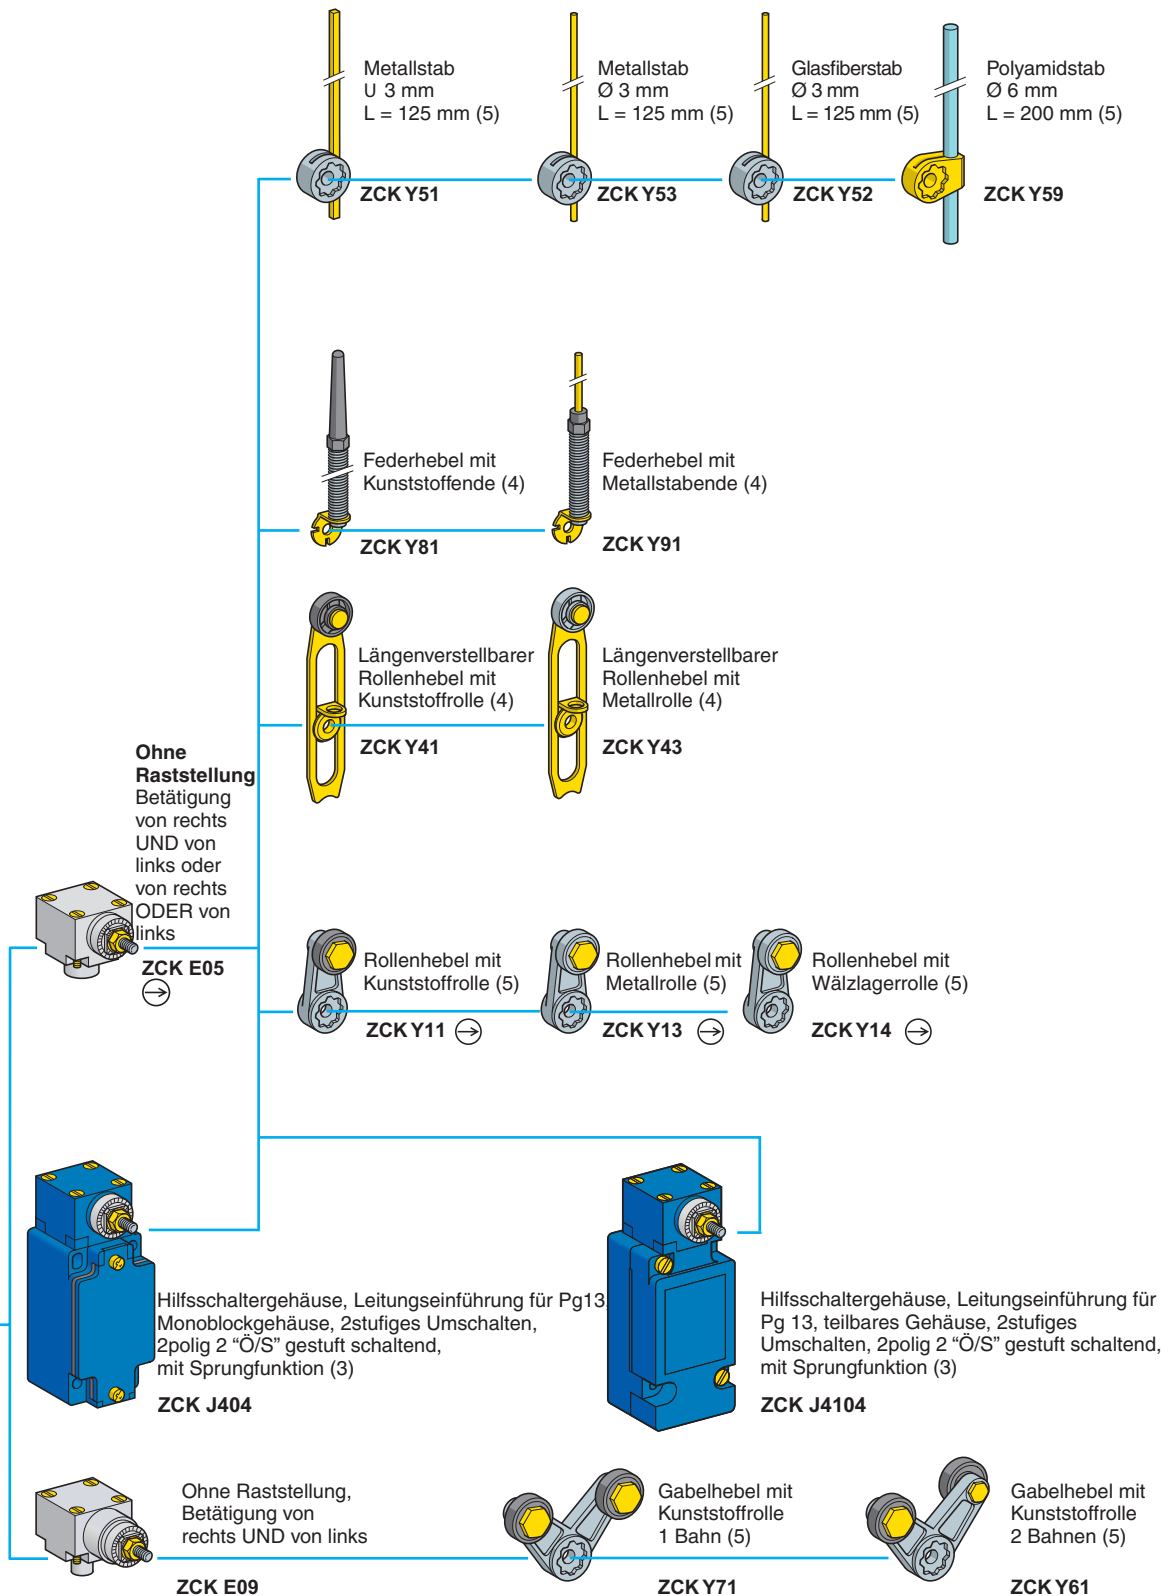 Metallstab
U 3 mm
L = 125 mm (5)
ZCK Y51
Metallstab
Ø 3 mm
L = 125 mm (5)
ZCK Y53
Glasfiberstab
Ø 3 mm
L = 125 mm (5)
ZCK Y52
Polyamidstab
Ø 6 mm
L = 200 mm (5)
ZCK Y59
Federhebel mit
Kunststoffende (4)
ZCK Y81
Federhebel mit
Metallstabende (4)
ZCK Y91
Längenverstellbarer
Rollenhebel mit
Kunststoffrolle (4)
ZCK Y41
Längenverstellbarer
Rollenhebel mit
Metallrolle (4)
ZCK Y43
Ohne
Raststellung
Betätigung
von rechts
UND von
links oder
von rechts
ODER von
links
ZCK E05
Rollenhebel mit
Kunststoffrolle (5)
ZCK Y11
Rollenhebel mit
Metallrolle (5)
ZCK Y13
Rollenhebel mit
Wälzlagerrolle (5)
ZCK Y14
Hilfsschaltergehäuse, Leitungseinführung für Pg13,
Monoblockgehäuse, 2stufiges Umschalten,
2polig 2 “Ö/S” gestuft schaltend,
mit Sprungfunktion (3)
ZCK J404
Hilfsschaltergehäuse, Leitungseinführung für
Pg 13, teilbares Gehäuse, 2stufiges
Umschalten, 2polig 2 “Ö/S” gestuft schaltend,
mit Sprungfunktion (3)
ZCK J4104
Ohne Raststellung,
Betätigung von
rechts UND von links
ZCK E09
Gabelhebel mit
Kunststoffrolle
1 Bahn (5)
ZCK Y71
Gabelhebel mit
Kunststoffrolle
2 Bahnen (5)
ZCK Y61